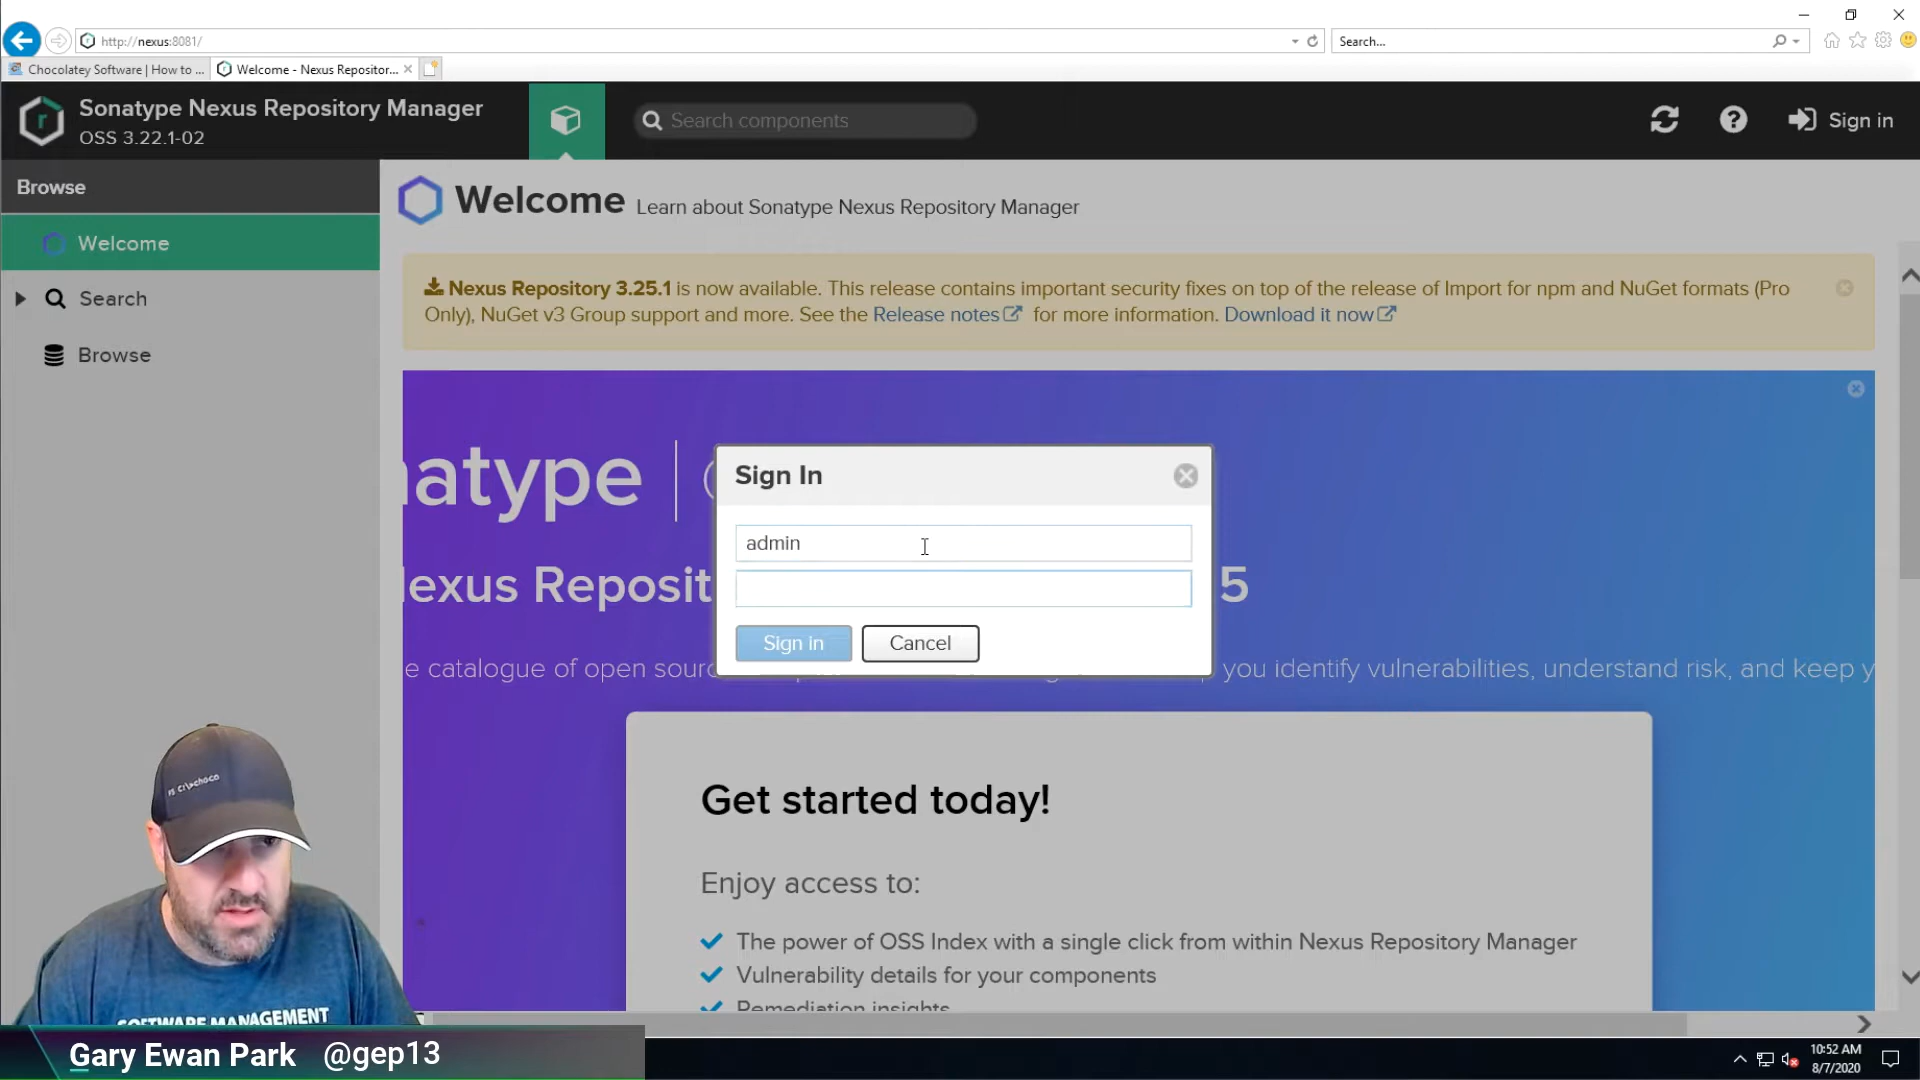 http://nexus:8081/
Search...
Chocolatey Software | How to ...
Welcome - Nexus Repositor...
Sonatype Nexus Repository Manager
OSS 3.22.1-02
Search components
Sign in
Browse
Welcome
Search
Browse
Welcome Learn about Sonatype Nexus Repository Manager
Nexus Repository 3.25.1 is now available. This release contains important security fixes on top of the release of Import for npm and NuGet formats (Pro
Only), NuGet v3 Group support and more. See the Release notes for more information. Download it now
natype
Sign In
admin
Nexus Reposit 5
Sign in Cancel
e catalogue of open sour you identify vulnerabilities, understand risk, and keep y
Get started today!
Enjoy access to:
The power of OSS Index with a single click from within Nexus Repository Manager
Vulnerability details for your components
Remediation insights
choco
SOFTWARE MANAGEMENT
Gary Ewan Park @gep13
10:52 AM
8/7/2020